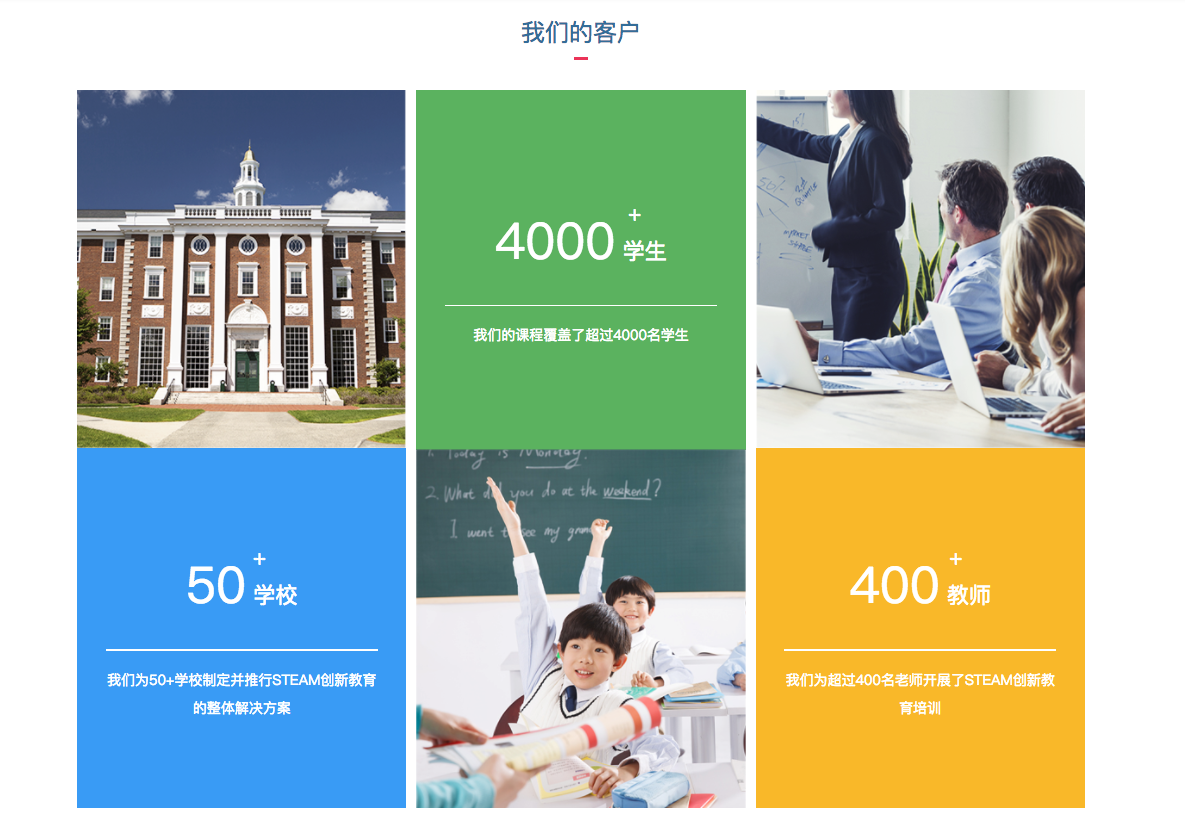 我们的客户
4000+ 学生
我们的课程覆盖了超过4000名学生
50+ 学校
我们为50+学校制定并推行STEAM创新教育
的整体解决方案
1. Today is Monday.
2. What did you do at the weekend?
I went to see my
400+ 教师
我们为超过400名老师开展了STEAM创新教
育培训